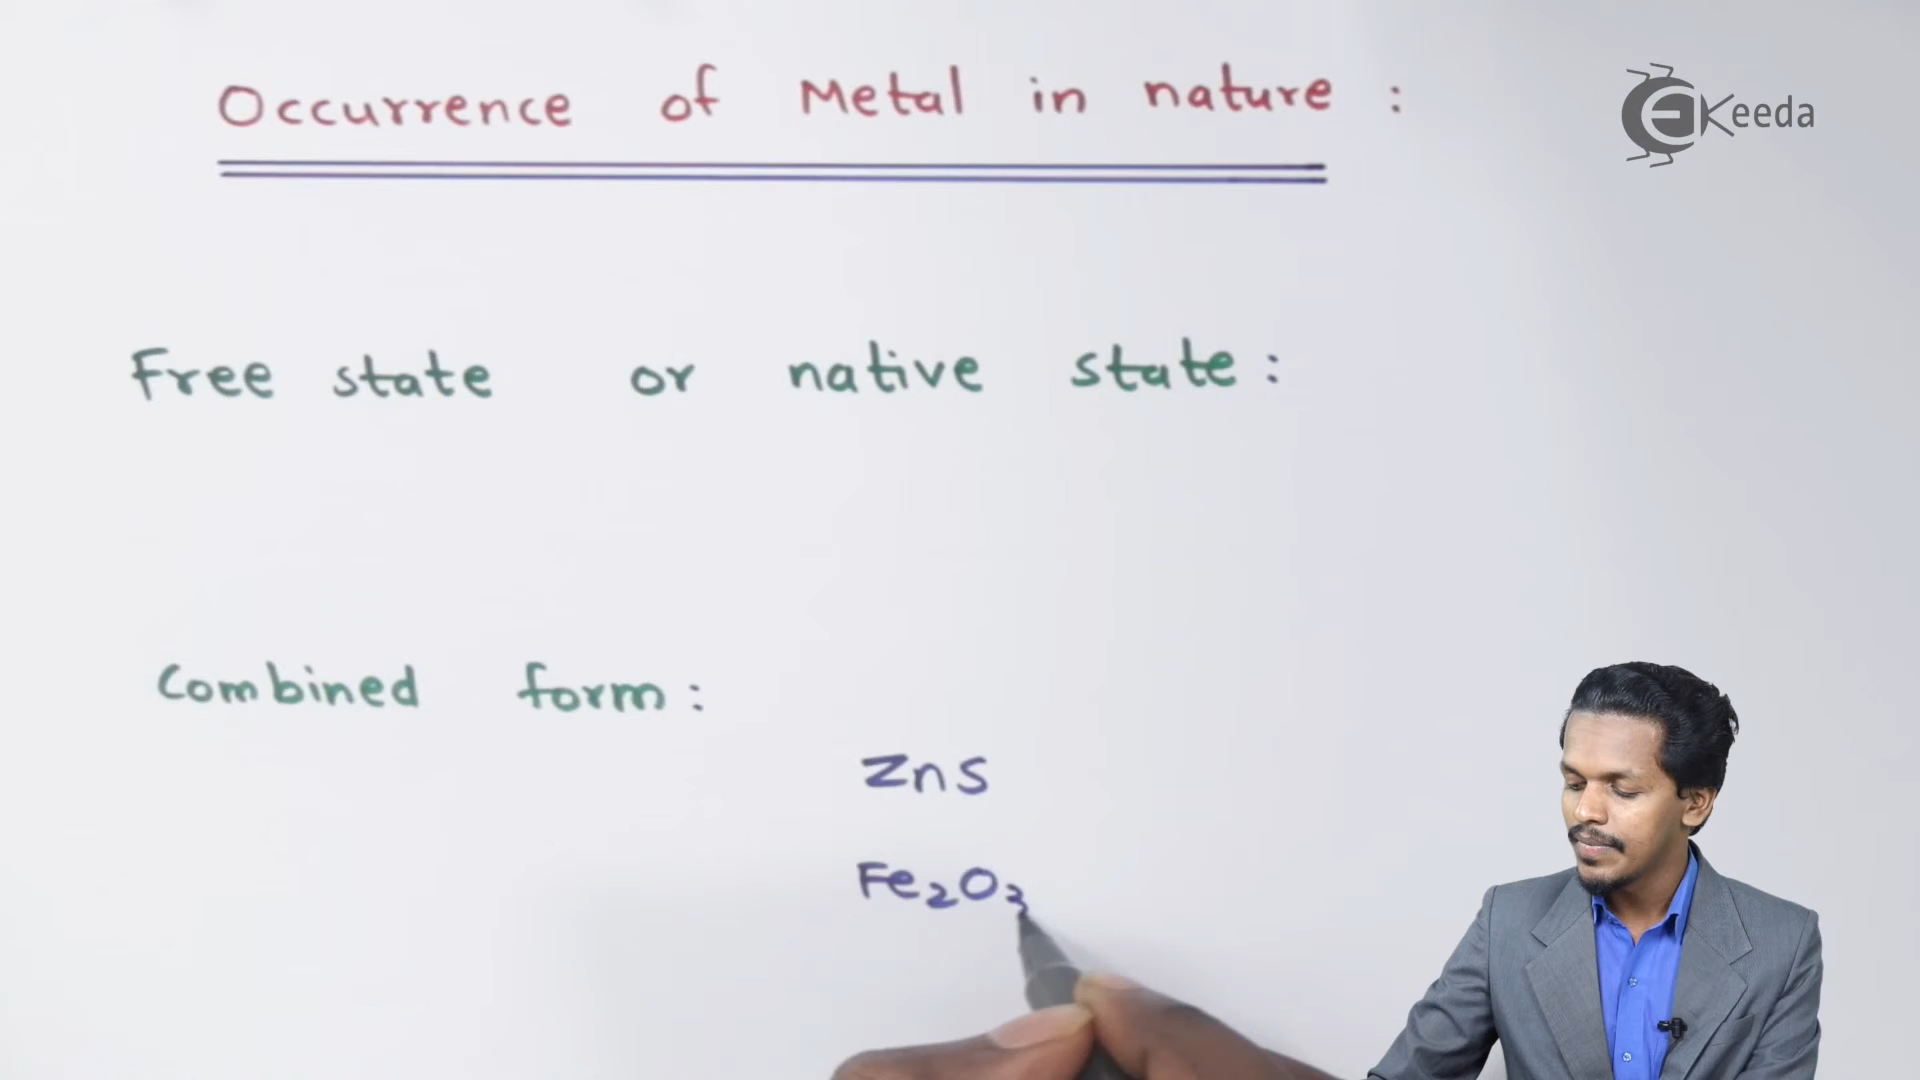 Occurrence of Metal in nature :
Keeda
Free state or native state :
Combined form :
ZnS
Fe₂O₃